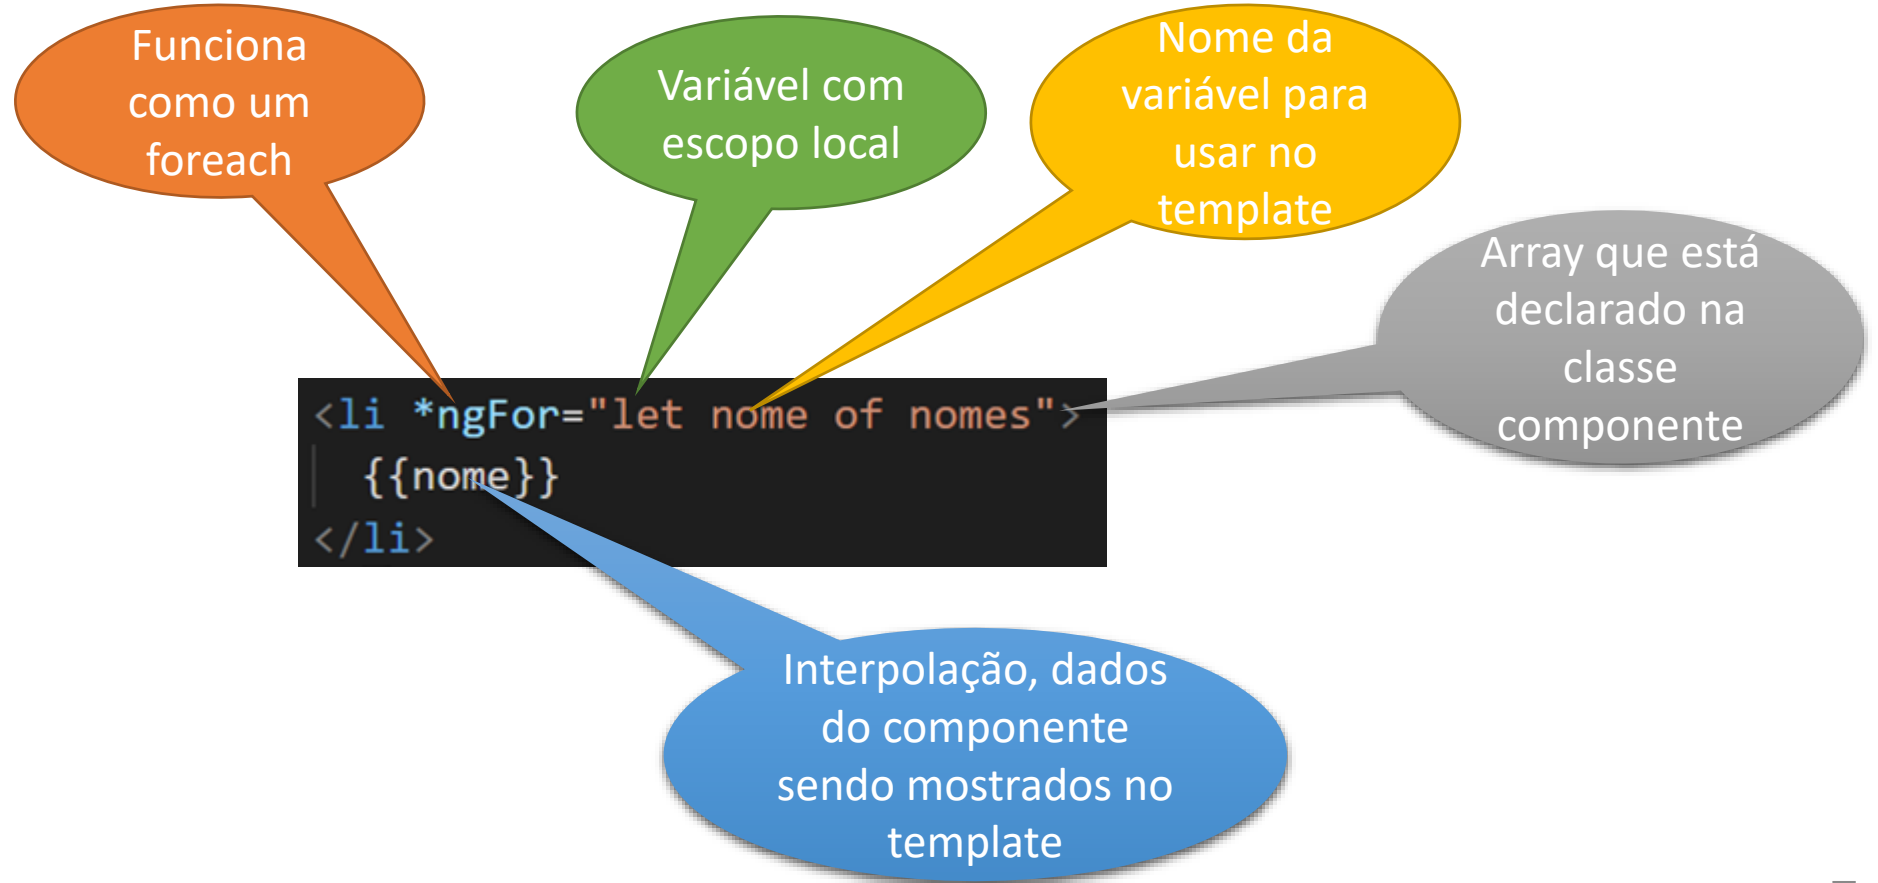 Funciona
como um
foreach
Variável com
escopo local
Nome da
variável para
usar no
template
Array que está
declarado na
classe
componente
<li *ngFor="let nome of nomes">
{{nome}}
</li>
Interpolação, dados
do componente
sendo mostrados no
template